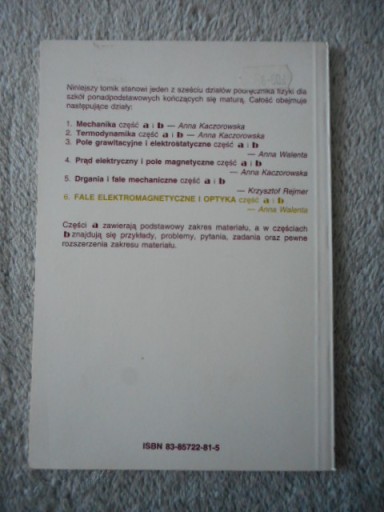 Niniejszy tomik stanowi jeden z sześciu działów podręcznika fizyki dla
szkół ponadpodstawowych kończących się maturą. Całość obejmuje
następujące działy:
1. Mechanika część a i b — Anna Kaczorowska
2. Termodynamika część a i b — Anna Kaczorowska
3. Pole grawitacyjne i elektrostatyczne część a i b
— Anna Walenta
4. Prąd elektryczny i pole magnetyczne część a i b
— Anna Kaczorowska
5. Drgania i fale mechaniczne część a i b
— Krzysztof Rejmer
6. FALE ELEKTROMAGNETYCZNE I OPTYKA część a i b
— Anna Walenta
Części a zawierają podstawowy zakres materiału, a w częściach
b znajdują się przykłady, problemy, pytania, zadania oraz pewne
rozszerzenia zakresu materiału.
ISBN 83-85722-81-5